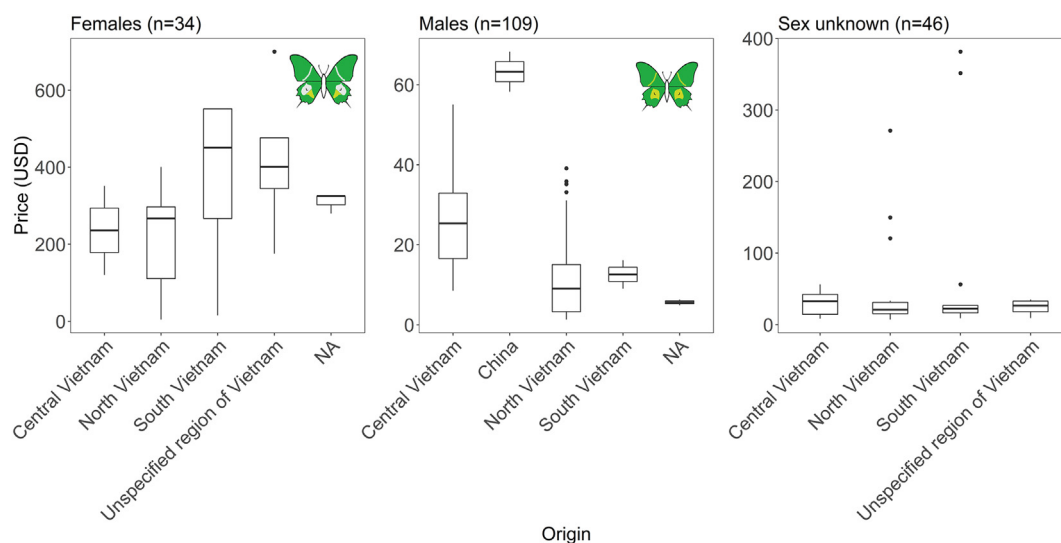 Females (n=34)
Males (n=109)
Sex unknown (n=46)
Price (USD)
600
400
200
0
Central Vietnam
North Vietnam
South Vietnam
Unspecified region of Vietnam
NA
60
40
20
0
Central Vietnam
China
North Vietnam
South Vietnam
NA
400
300
200
100
0
Central Vietnam
North Vietnam
South Vietnam
Unspecified region of Vietnam
Origin